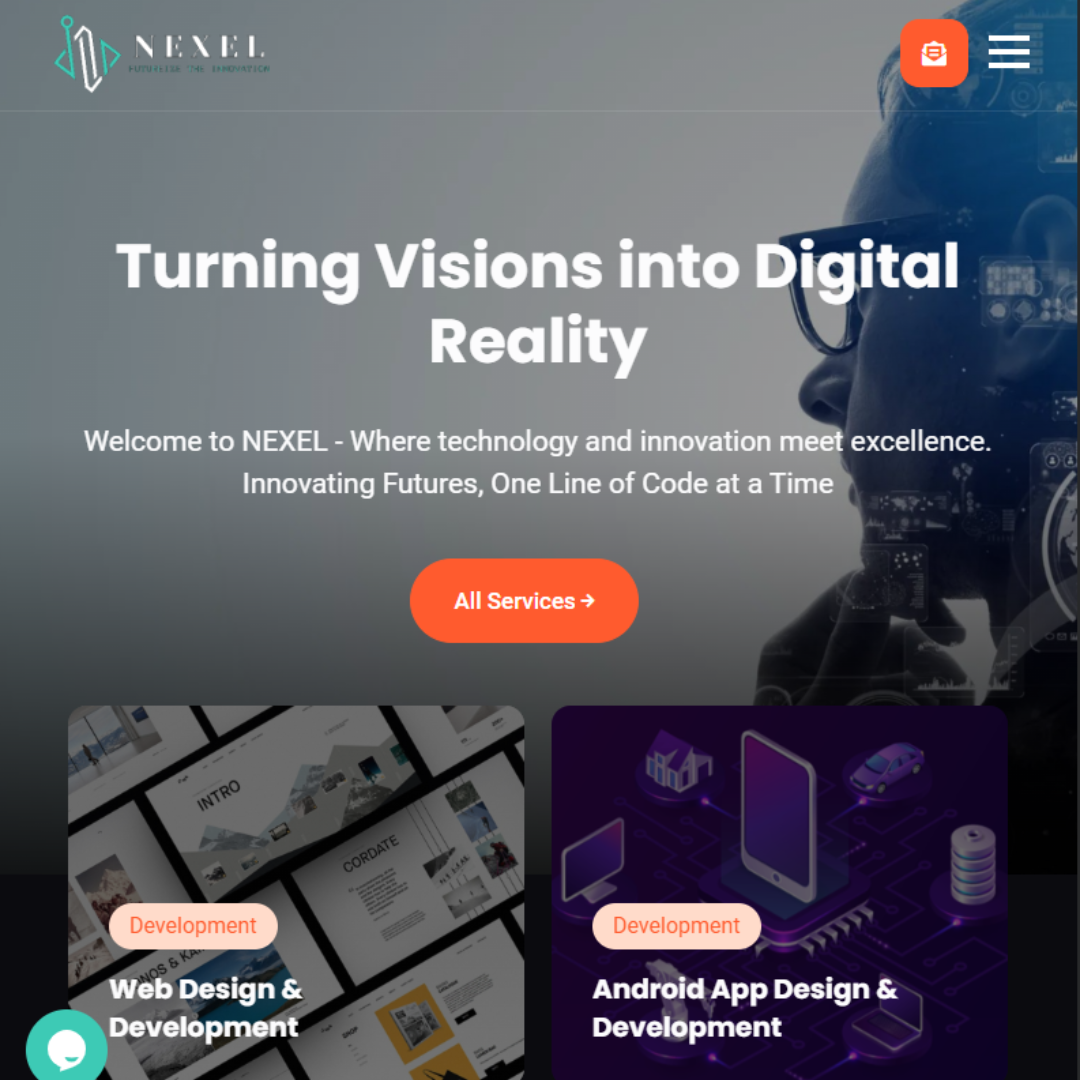 NEXEL
FUTUREISE THE INNOVATION
Turning Visions into Digital
Reality
Welcome to NEXEL - Where technology and innovation meet excellence.
Innovating Futures, One Line of Code at a Time
All Services →
INTRO
CORDATE
Development
Web Design &
Development
Development
Android App Design &
Development